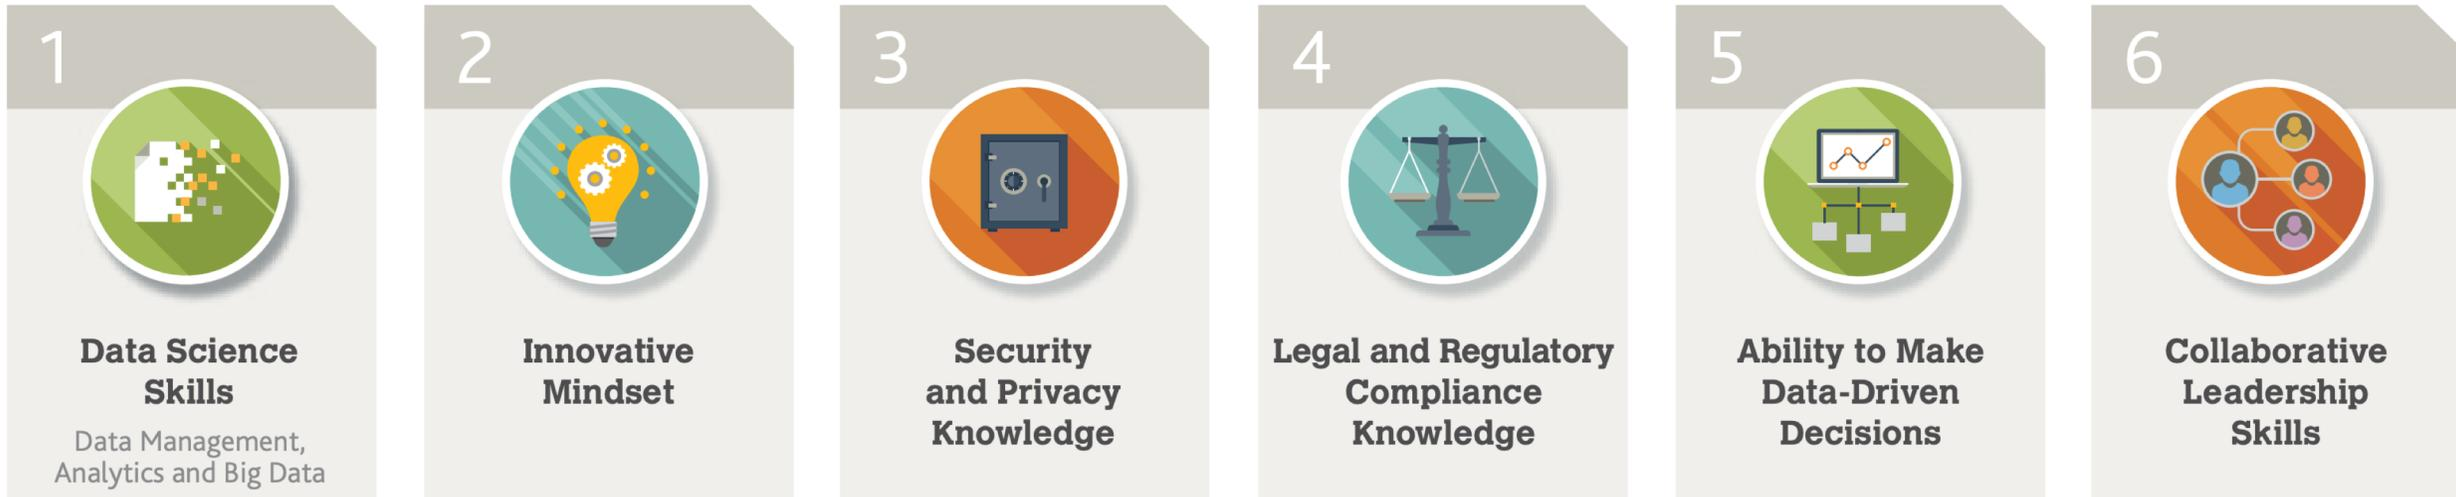 1
Data Science
Skills
Data Management,
Analytics and Big Data
2
Innovative
Mindset
3
Security
and Privacy
Knowledge
4
Legal and Regulatory
Compliance
Knowledge
5
Ability to Make
Data-Driven
Decisions
6
Collaborative
Leadership
Skills